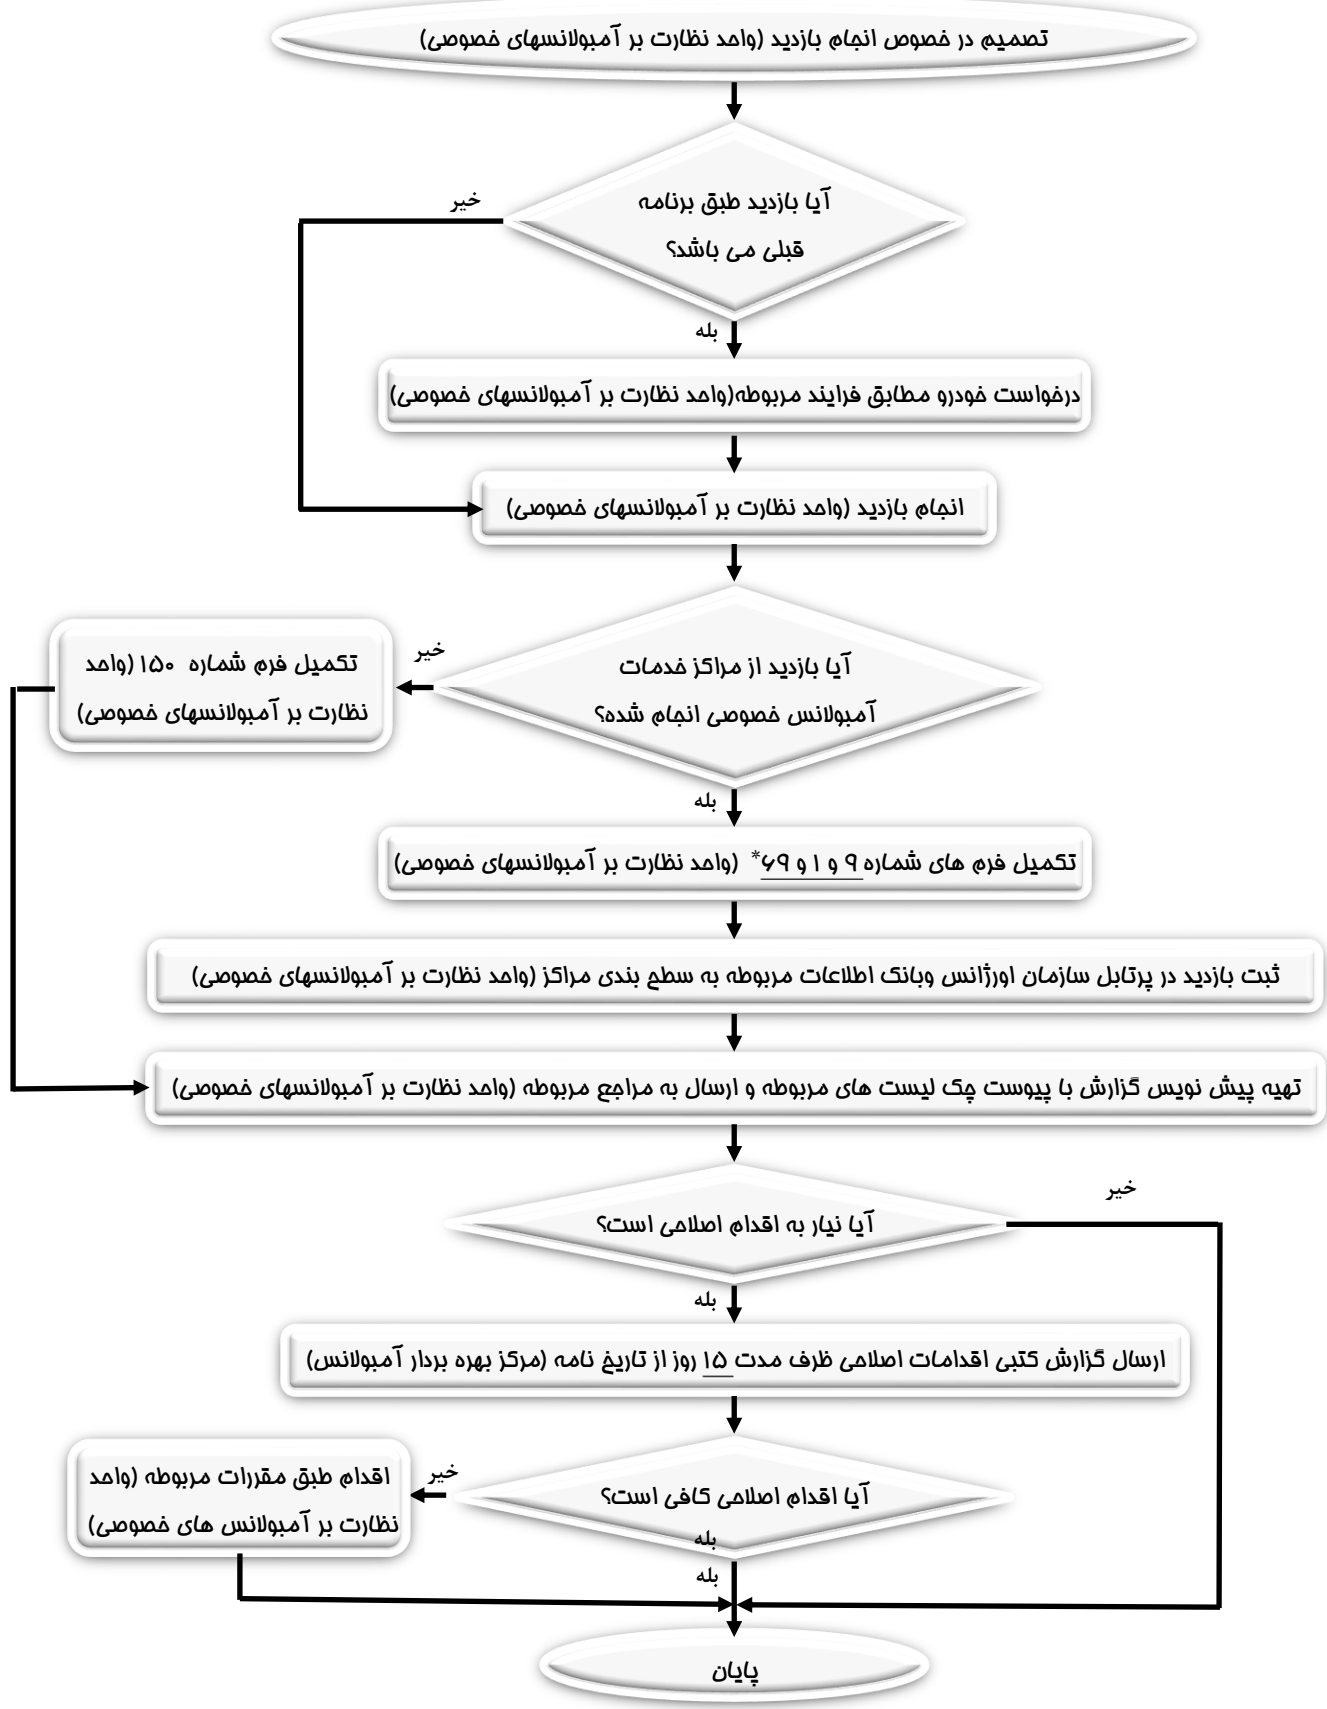 تصمیم در خصوص انجام بازدید (واحد نظارت بر آمبولانسهای خصوصی)
آیا بازدید طبق برنامه
قبلی می باشد؟
خیر
بله
درخواست خودرو مطابق فرایند مربوطه(واحد نظارت بر آمبولانسهای خصوصی)
انجام بازدید (واحد نظارت بر آمبولانسهای خصوصی)
آیا بازدید از مراکز خدمات
آمبولانس خصوصی انجام شده؟
خیر
تکمیل فرم شماره ۱۵۰ (واحد
نظارت بر آمبولانسهای خصوصی)
بله
تکمیل فرم های شماره ۹ و ۱ و ۶۹* (واحد نظارت بر آمبولانسهای خصوصی)
ثبت بازدید در پرتابل سازمان اورژانس وبانک اطلاعات مربوطه به سطح بندی مراکز (واحد نظارت بر آمبولانسهای خصوصی)
تهیه پیش نویس گزارش با پیوست چک لیست های مربوطه و ارسال به مراجع مربوطه (واحد نظارت بر آمبولانسهای خصوصی)
خیر
آیا نیار به اقدام اصلاحی است؟
بله
ارسال گزارش کتبی اقدامات اصلاحی ظرف مدت ۱۵ روز از تاریخ نامه (مرکز بهره بردار آمبولانس)
آیا اقدام اصلاحی کافی است؟
خیر
اقدام طبق مقررات مربوطه (واحد
نظارت بر آمبولانس های خصوصی)
بله
بله
پایان